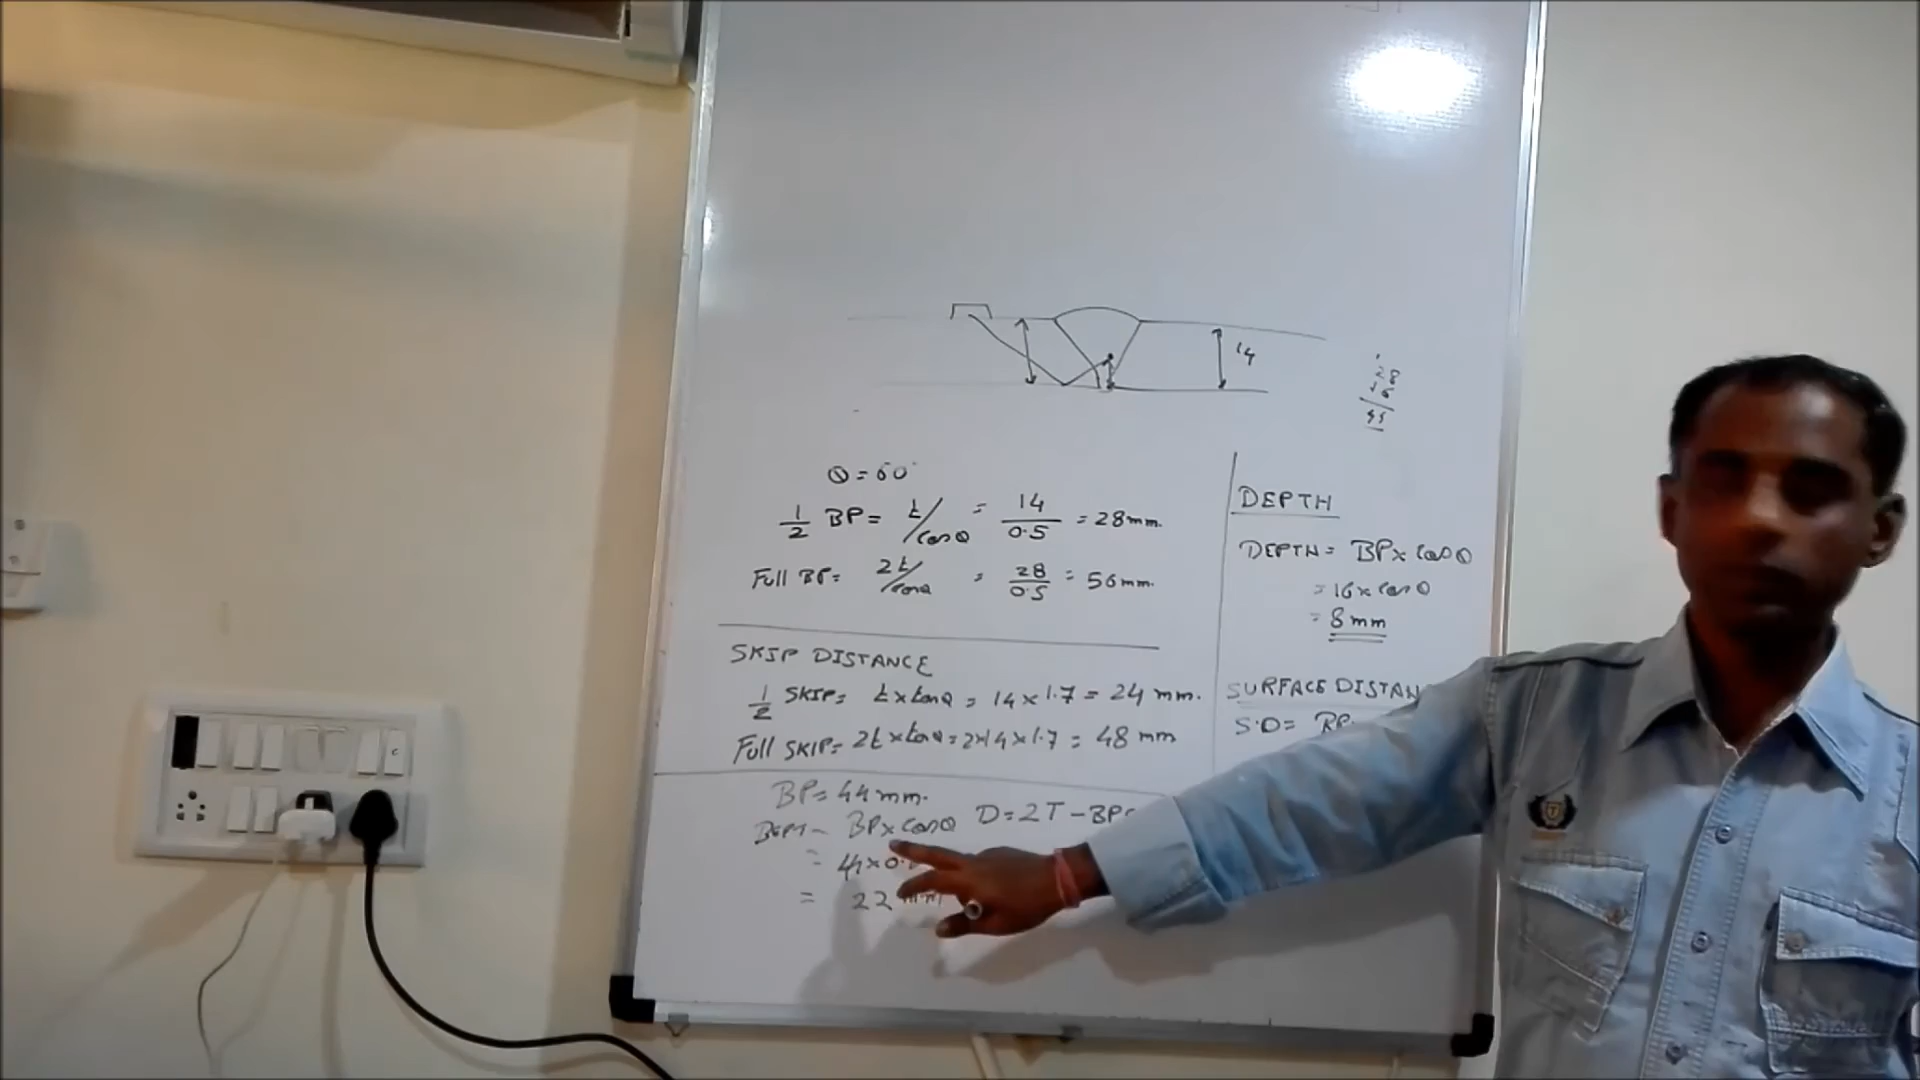 14
28
θ = 60°
1/2 BP = t/cosθ = 14/0.5 = 28mm.
Full BP = 2t/cosθ = 28/0.5 = 56mm.
SKIP DISTANCE
1/2 SKIP = t x tanθ = 14 x 1.7 = 24 mm.
Full SKIP = 2t x tanθ = 2x14 x 1.7 = 48 mm
BP = 44mm.
DEPT = BP x cosθ D = 2T - BP
= 44 x 0.
= 22 mm
DEPTH
DEPTH = BP x cosθ
= 16 x cosθ
= 8 mm
SURFACE DISTAN
S.D =